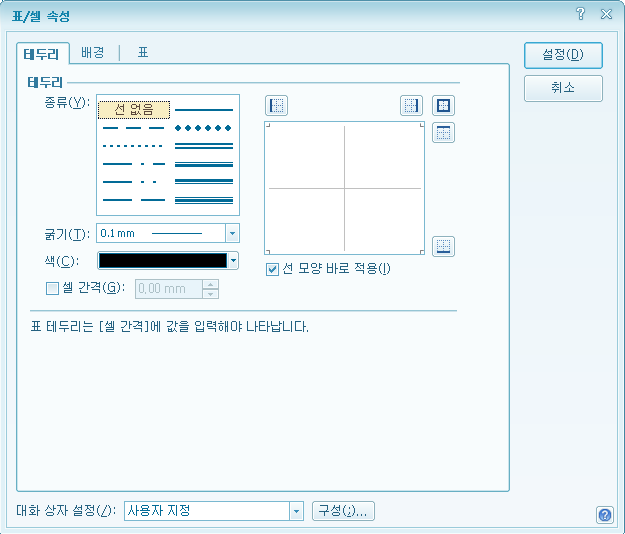 표/셀 속성
테두리 배경 표
설정(D)
취소
테두리
종류(Y):
선 없음
굵기(T): 0.1 mm
색(C):
선 모양 바로 적용(I)
셀 간격(G): 0,00 mm
표 테두리는 [셀 간격]에 값을 입력해야 나타납니다.
대화 상자 설정(/): 사용자 지정 구성(;)...